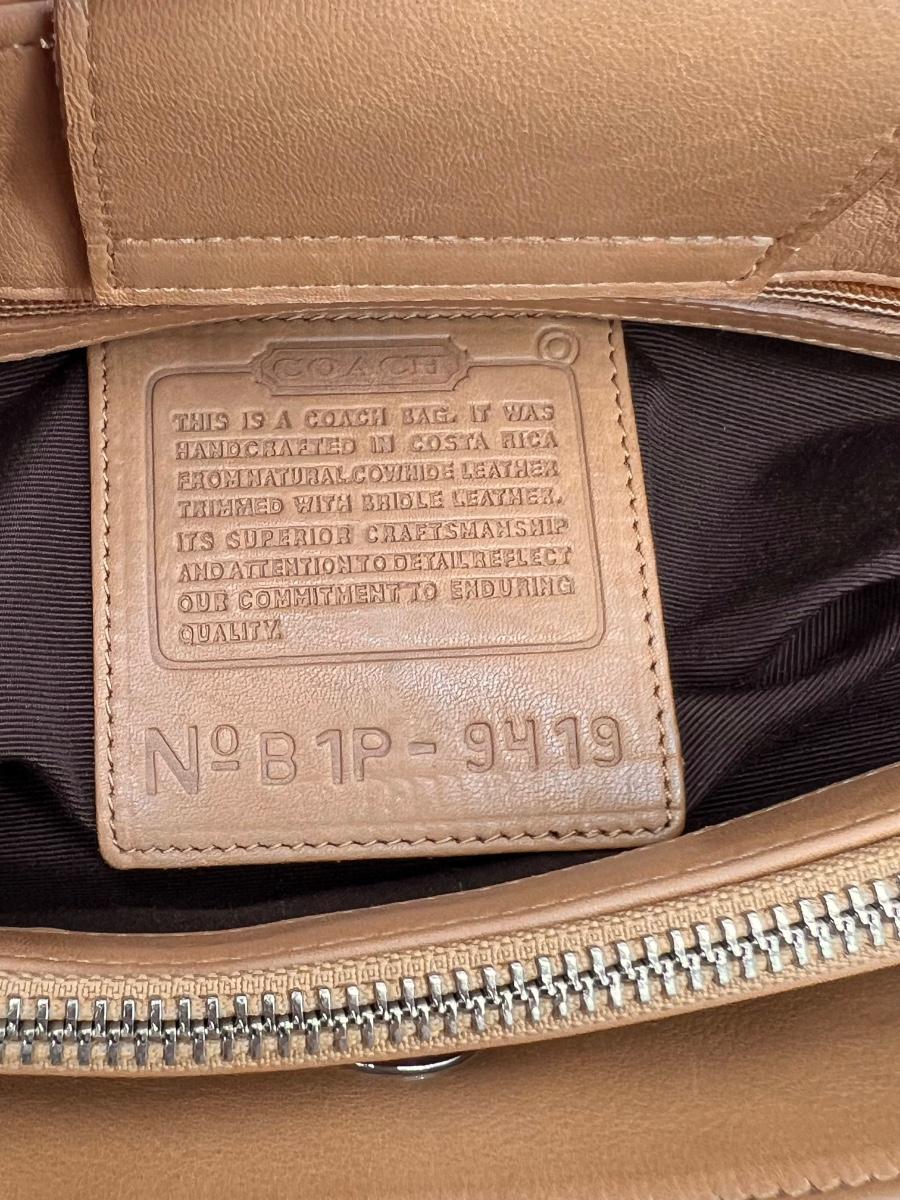 COACH
THIS IS A COACH BAG. IT WAS
HANDCRAFTED IN COSTA RICA
FROM NATURAL COWHIDE LEATHER
TRIMMED WITH BRIDLE LEATHER.
ITS SUPERIOR CRAFTSMANSHIP
AND ATTENTION TO DETAIL REFLECT
OUR COMMITMENT TO ENDURING
QUALITY.
Nº B1P-9419